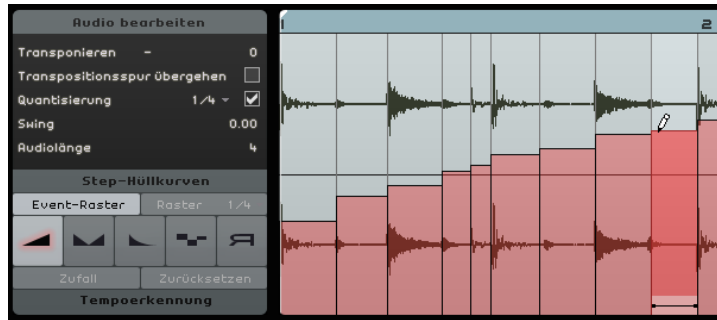 Audio bearbeiten
Transponieren - 0
Transpositionsspur übergehen
Quantisierung 1/4
Swing 0.00
Audiolänge 4
Step-Hüllkurven
Event-Raster Raster 1/4
Zufall Zurücksetzen
Tempoerkennung
1 2